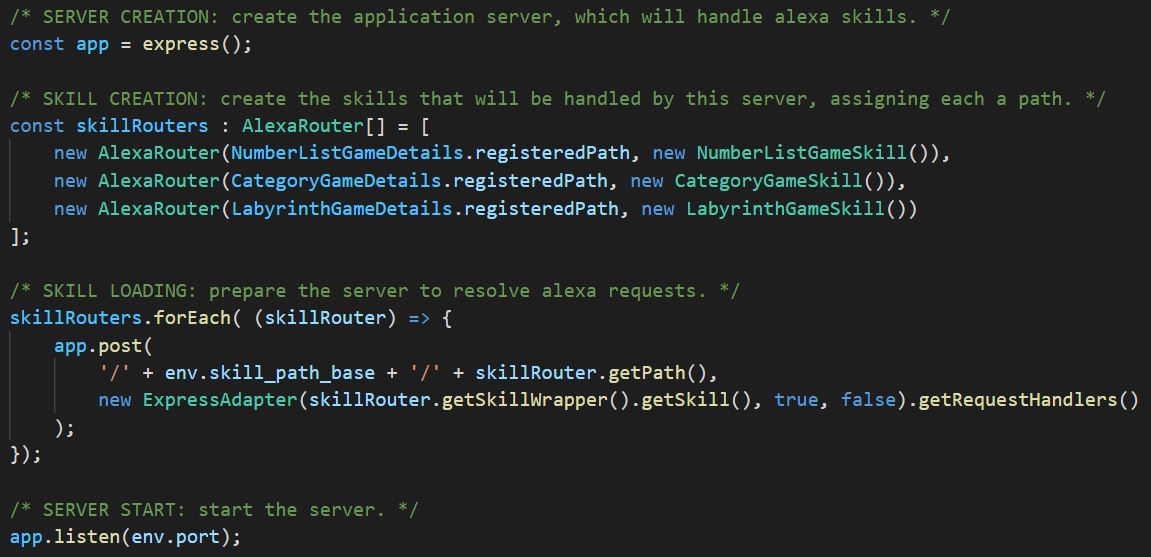 /* SERVER CREATION: create the application server, which will handle alexa skills. */
const app = express();
/* SKILL CREATION: create the skills that will be handled by this server, assigning each a path. */
const skillRouters : AlexaRouter[] = [
    new AlexaRouter(NumberListGameDetails.registeredPath, new NumberListGameSkill()),
    new AlexaRouter(CategoryGameDetails.registeredPath, new CategoryGameSkill()),
    new AlexaRouter(LabyrinthGameDetails.registeredPath, new LabyrinthGameSkill())
];
/* SKILL LOADING: prepare the server to resolve alexa requests. */
skillRouters.forEach( (skillRouter) => {
    app.post(
        '/' + env.skill_path_base + '/' + skillRouter.getPath(),
        new ExpressAdapter(skillRouter.getSkillWrapper().getSkill(), true, false).getRequestHandlers()
    );
});
/* SERVER START: start the server. */
app.listen(env.port);